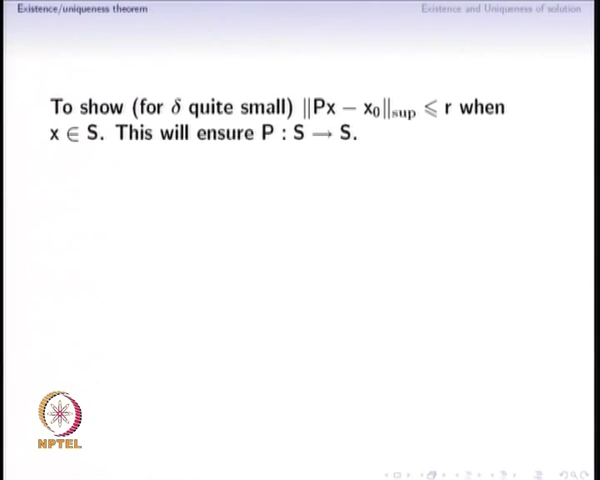 Existence/uniqueness theorem
Existence and Uniqueness of solution
To show (for δ quite small) ||Px − x₀||sup ⩽ r when
x ∈ S. This will ensure P : S → S.
NPTEL